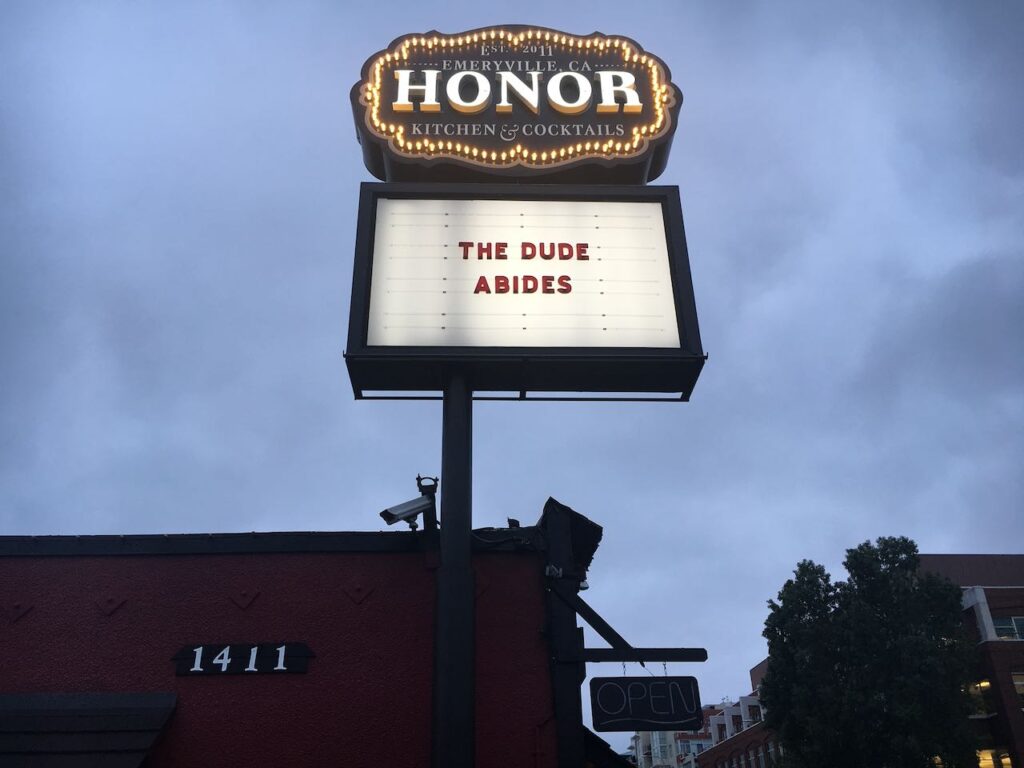 EST. 2011
EMERYVILLE, CA
HONOR
KITCHEN & COCKTAILS
THE DUDE
ABIDES
1411
OPEN